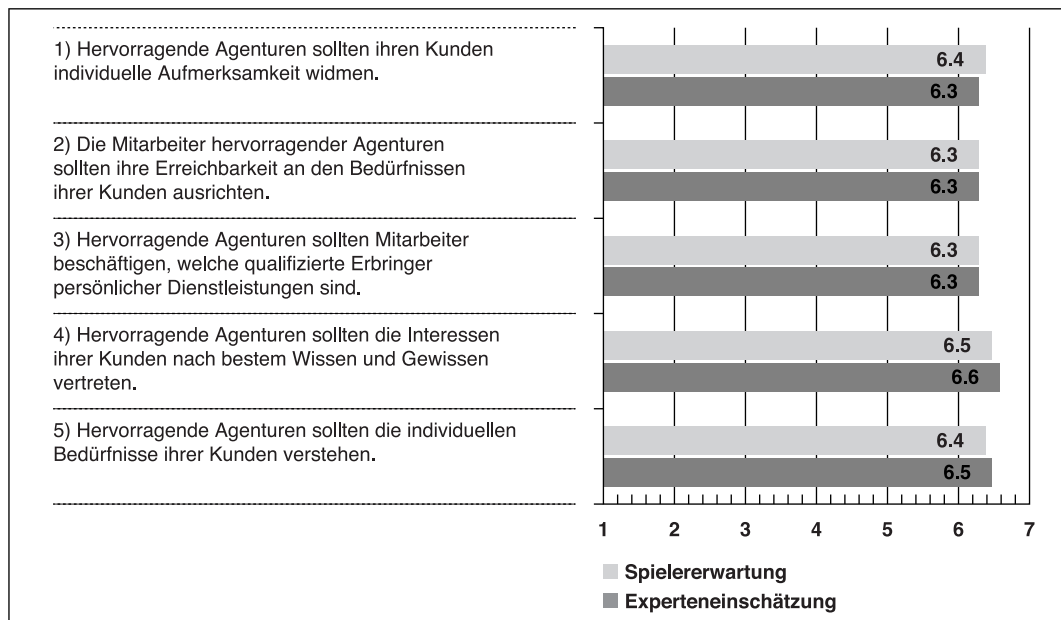 1) Hervorragende Agenturen sollten ihren Kunden
individuelle Aufmerksamkeit widmen.
6.4
6.3
2) Die Mitarbeiter hervorragender Agenturen
sollten ihre Erreichbarkeit an den Bedürfnissen
ihrer Kunden ausrichten.
6.3
6.3
3) Hervorragende Agenturen sollten Mitarbeiter
beschäftigen, welche qualifizierte Erbringer
persönlicher Dienstleistungen sind.
6.3
6.3
4) Hervorragende Agenturen sollten die Interessen
ihrer Kunden nach bestem Wissen und Gewissen
vertreten.
6.5
6.6
5) Hervorragende Agenturen sollten die individuellen
Bedürfnisse ihrer Kunden verstehen.
6.4
6.5
1 2 3 4 5 6 7
Spielererwartung
Experteneinschätzung